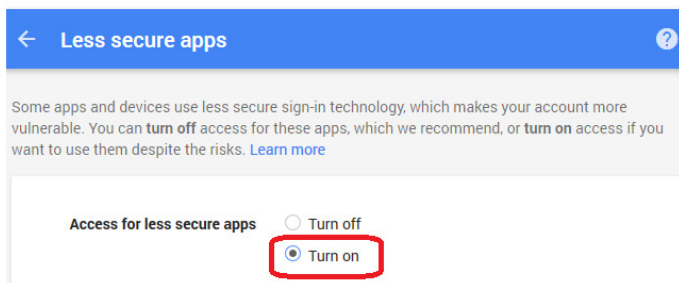 Less secure apps
Some apps and devices use less secure sign-in technology, which makes your account more
vulnerable. You can turn off access for these apps, which we recommend, or turn on access if you
want to use them despite the risks. Learn more
Access for less secure apps Turn off
Turn on